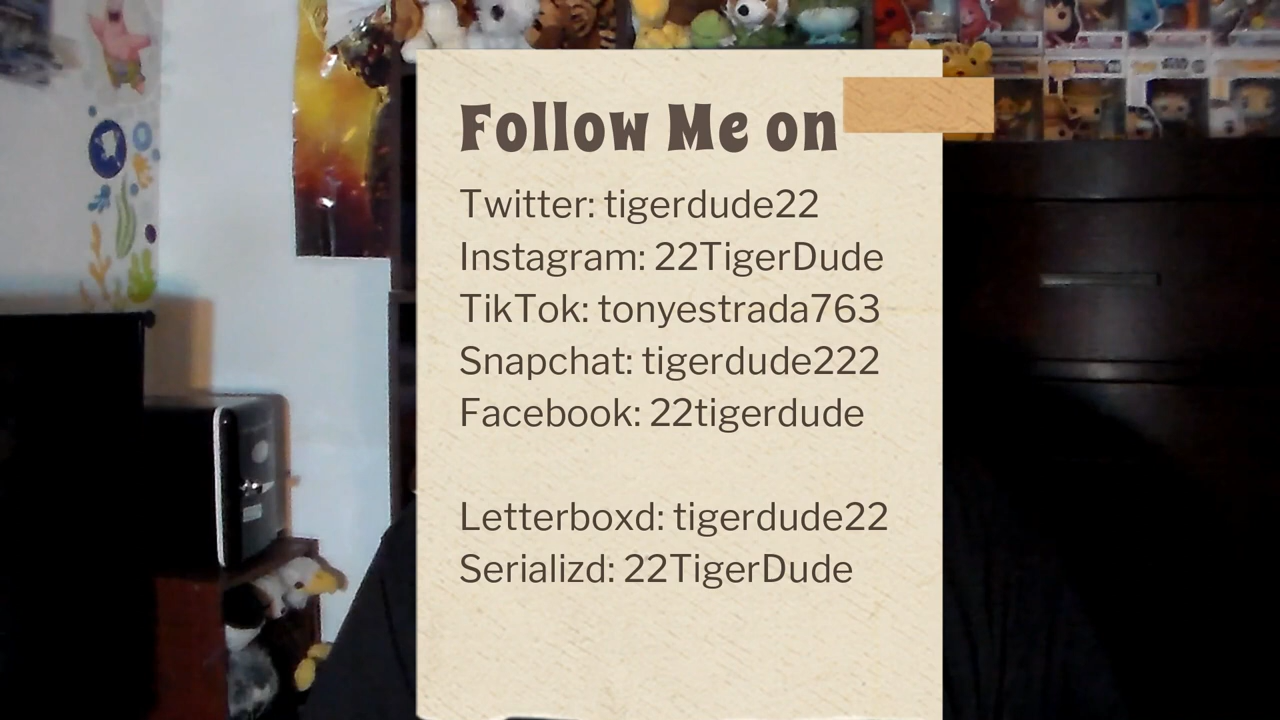 Follow Me on
Twitter: tigerdude22
Instagram: 22TigerDude
TikTok: tonyestrada763
Snapchat: tigerdude222
Facebook: 22tigerdude
Letterboxd: tigerdude22
Serializd: 22TigerDude